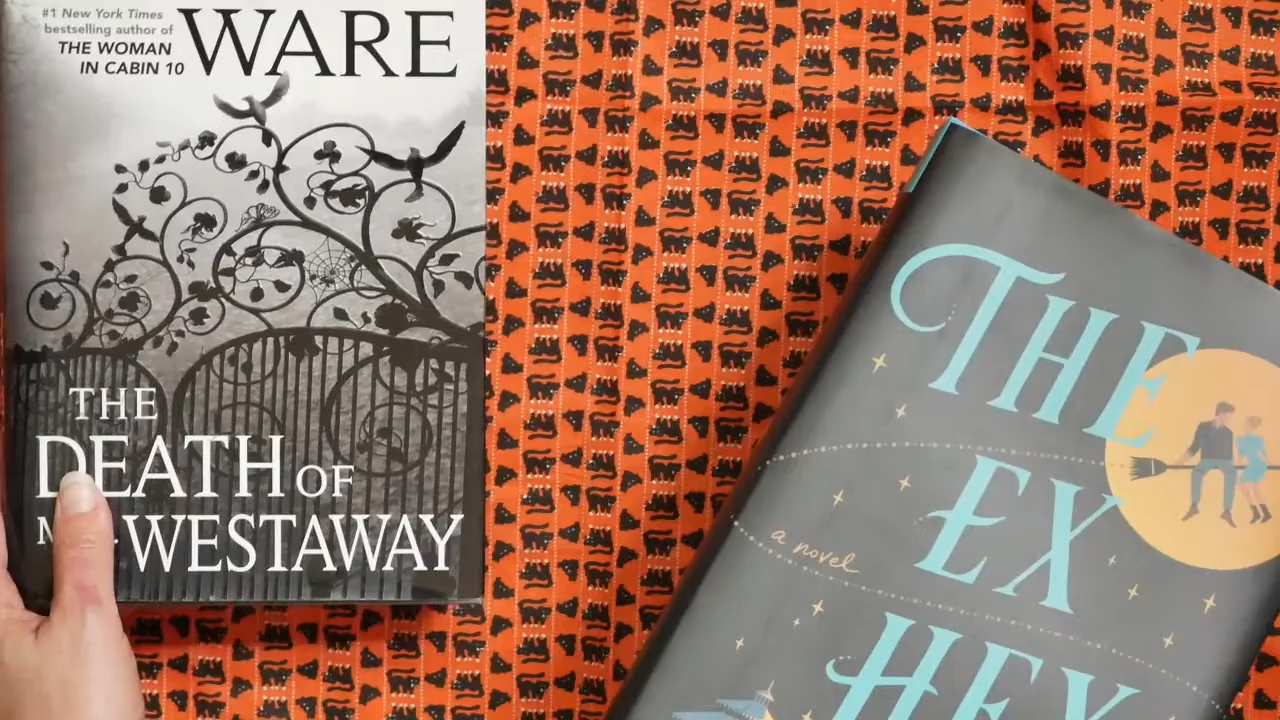 #1 New York Times
bestselling author of
THE WOMAN
IN CABIN 10
WARE
THE
DEATH OF
WESTAWAY
THE
EX
HEX
a novel